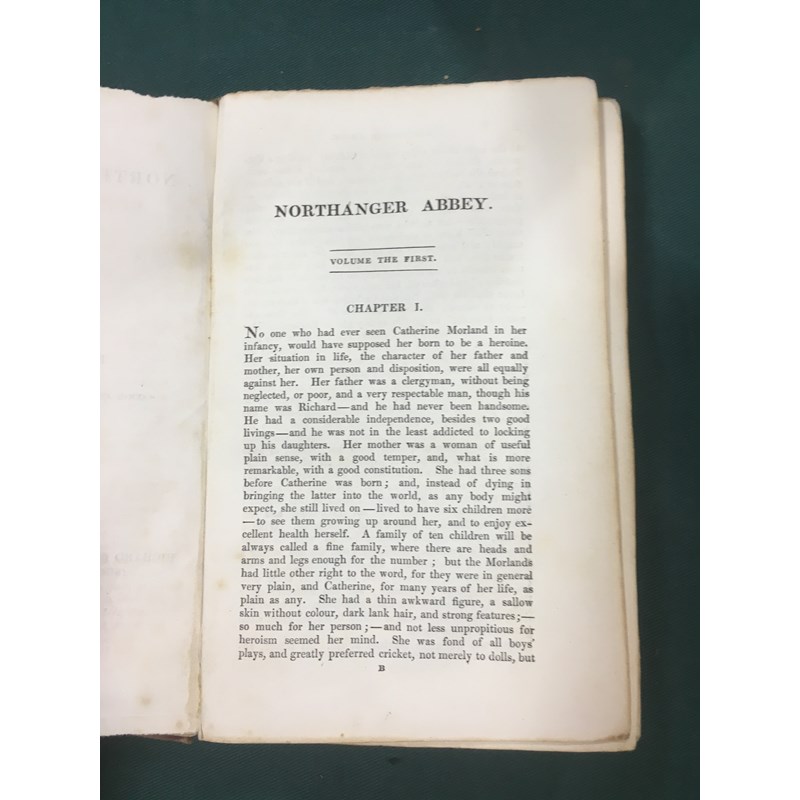 NORTHANGER ABBEY.
VOLUME THE FIRST.
CHAPTER I.
No one who had ever seen Catherine Morland in her
infancy, would have supposed her born to be a heroine.
Her situation in life, the character of her father and
mother, her own person and disposition, were all equally
against her. Her father was a clergyman, without being
neglected, or poor, and a very respectable man, though his
name was Richard—and he had never been handsome.
He had a considerable independence, besides two good
livings—and he was not in the least addicted to locking
up his daughters. Her mother was a woman of useful
plain sense, with a good temper, and, what is more
remarkable, with a good constitution. She had three sons
before Catherine was born; and, instead of dying in
bringing the latter into the world, as any body might
expect, she still lived on—lived to have six children more
—to see them growing up around her, and to enjoy ex-
cellent health herself. A family of ten children will be
always called a fine family, where there are heads and
arms and legs enough for the number; but the Morlands
had little other right to the word, for they were in general
very plain, and Catherine, for many years of her life, as
plain as any. She had a thin awkward figure, a sallow
skin without colour, dark lank hair, and strong features;—
so much for her person;—and not less unpropitious for
heroism seemed her mind. She was fond of all boys'
plays, and greatly preferred cricket, not merely to dolls, but
B